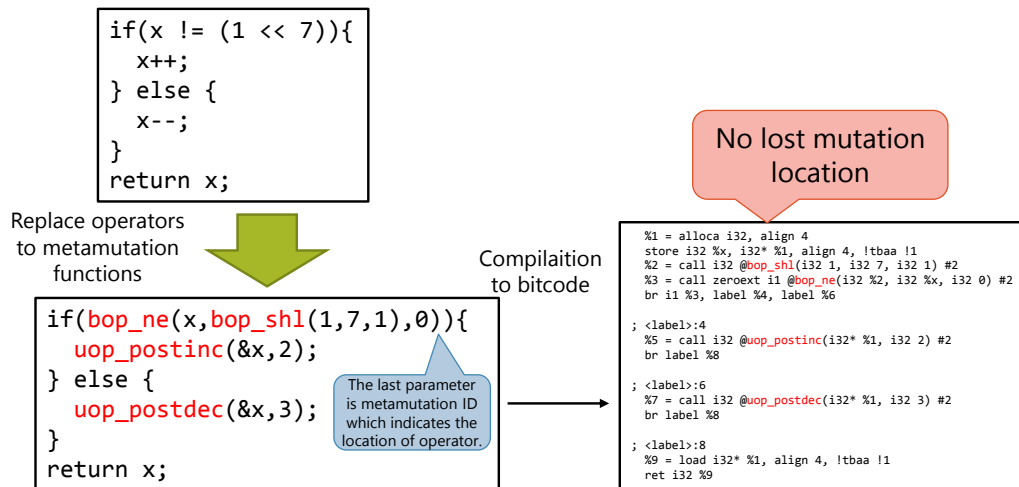 if(x != (1 << 7)){
x++;
} else {
x--;
}
return x;
Replace operators
to metamutation
functions
if(bop_ne(x,bop_shl(1,7,1),0)){
uop_postinc(&x,2);
} else {
uop_postdec(&x,3);
}
return x;
The last parameter
is metamutation ID
which indicates the
location of operator.
Compilaition
to bitcode
No lost mutation
location
%1 = alloca i32, align 4
store i32 %x, i32* %1, align 4, !tbaa !1
%2 = call i32 @bop_shl(i32 1, i32 7, i32 1) #2
%3 = call zeroext i1 @bop_ne(i32 %2, i32 %x, i32 0) #2
br i1 %3, label %4, label %6
; <label>:4
%5 = call i32 @uop_postinc(i32* %1, i32 2) #2
br label %8
; <label>:6
%7 = call i32 @uop_postdec(i32* %1, i32 3) #2
br label %8
; <label>:8
%9 = load i32* %1, align 4, !tbaa !1
ret i32 %9